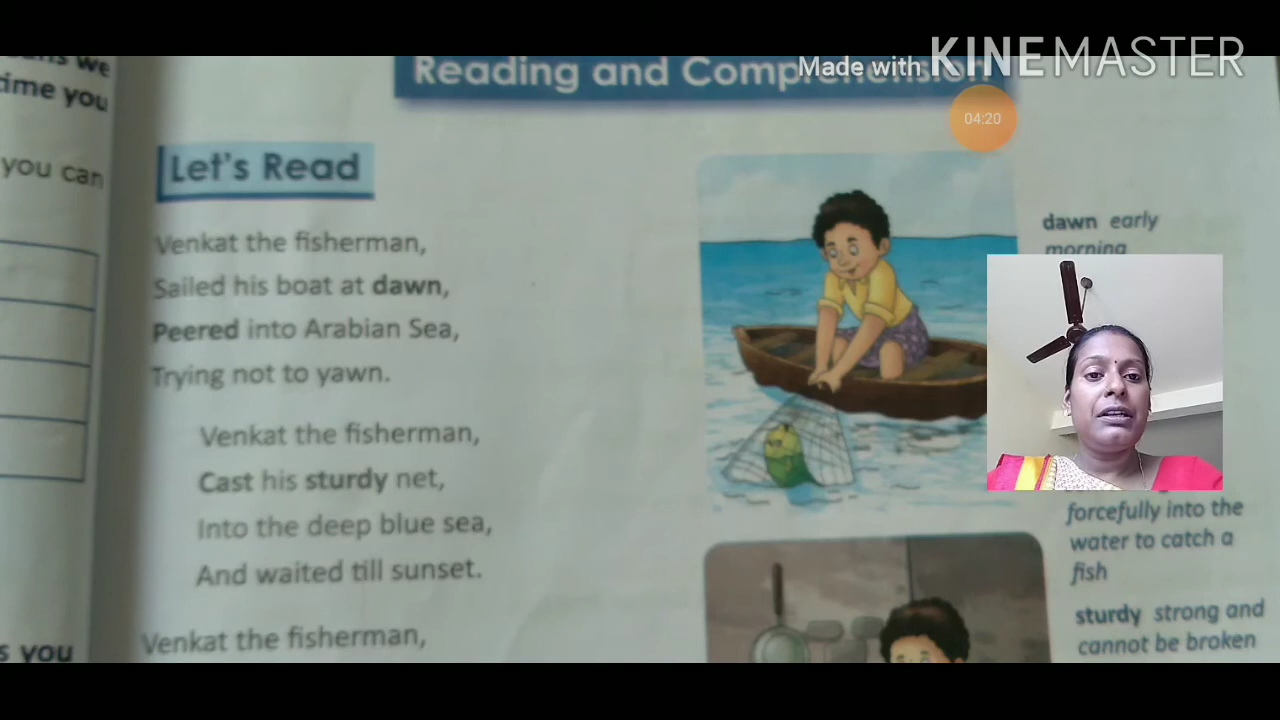 Made with KINEMASTER
Reading and Comprehension
04:20
we
time you
you can
Let's Read
Venkat the fisherman,
Sailed his boat at dawn,
Peered into Arabian Sea,
Trying not to yawn.
Venkat the fisherman,
Cast his sturdy net,
Into the deep blue sea,
And waited till sunset.
Venkat the fisherman,
you
dawn early
morning
forcefully into the
water to catch a
fish
sturdy strong and
cannot be broken